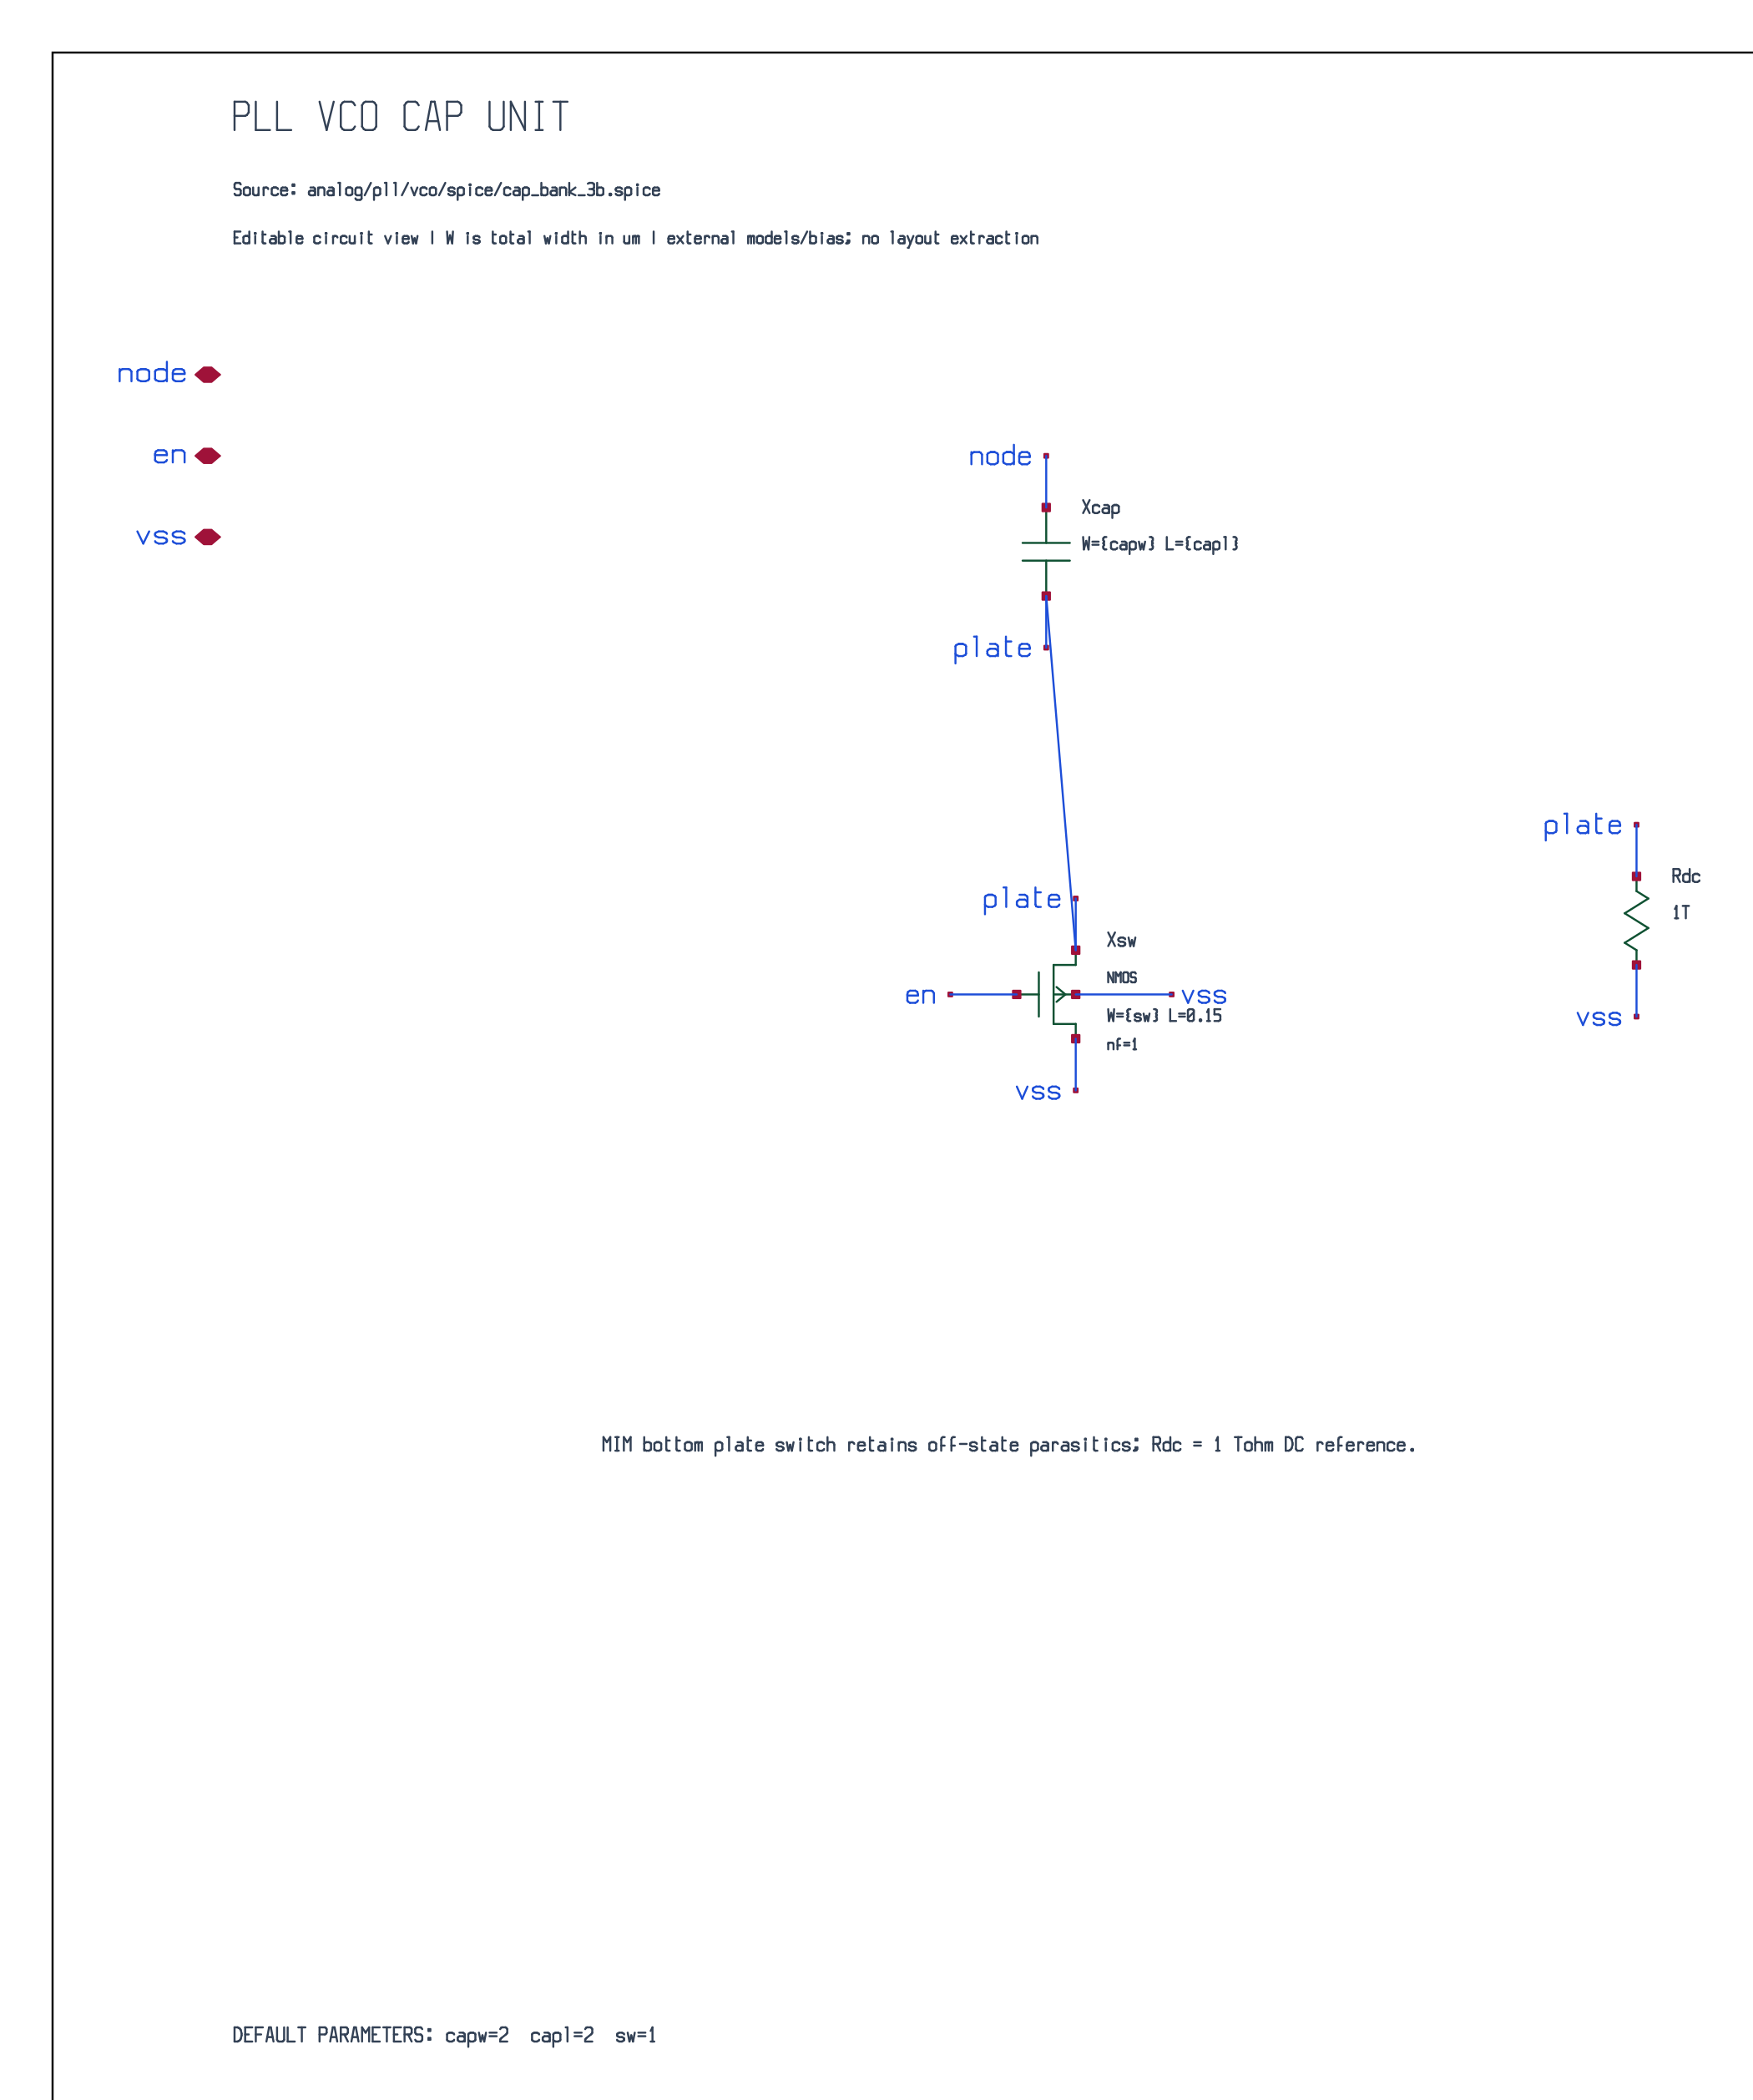 PLL VCO CAP UNIT
Source: analog/pll/vco/spice/cap_bank_3b.spice
Editable circuit view | W is total width in um | external models/bias; no layout extraction
node
en
vss
node
Xcap
W={capw} L={capl}
plate
plate
Rdc
1T
vss
plate
Xsw
NMOS
en
vss
W={sw} L=0.15
nf=1
vss
MIM bottom plate switch retains off-state parasitics; Rdc = 1 Tohm DC reference.
DEFAULT PARAMETERS: capw=2 capl=2 sw=1